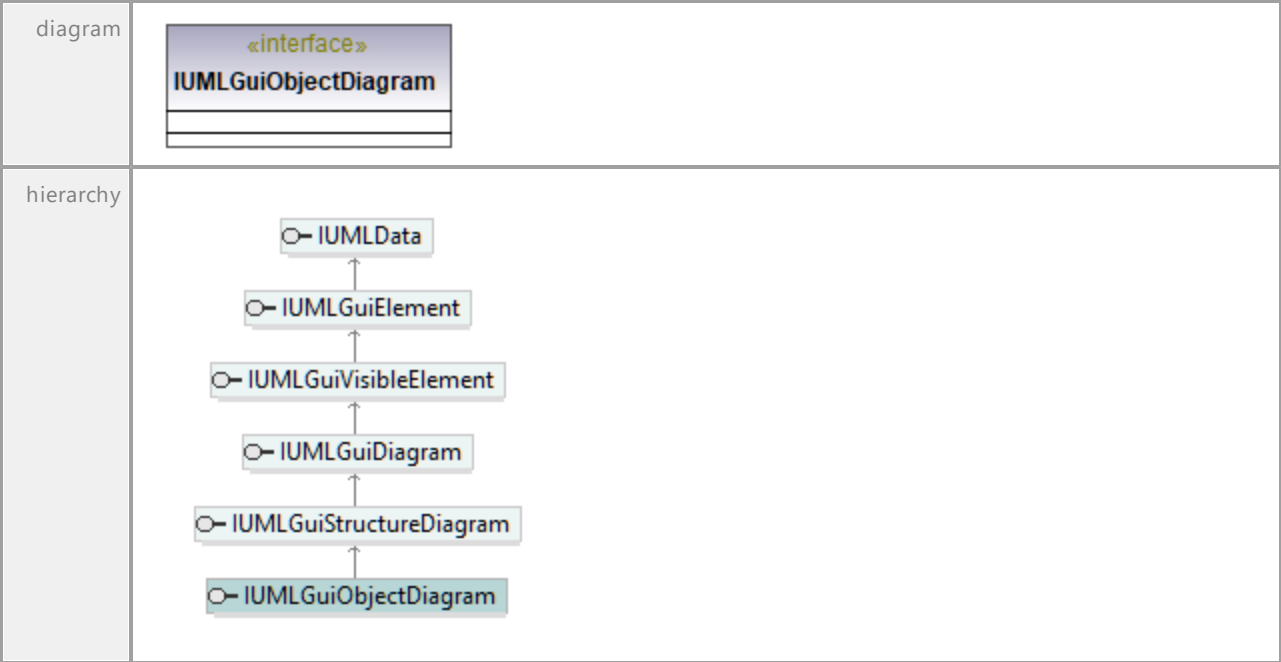 diagram
«interface»
IUMLGuiObjectDiagram
hierarchy
IUMLData
IUMLGuiElement
IUMLGuiVisibleElement
IUMLGuiDiagram
IUMLGuiStructureDiagram
IUMLGuiObjectDiagram